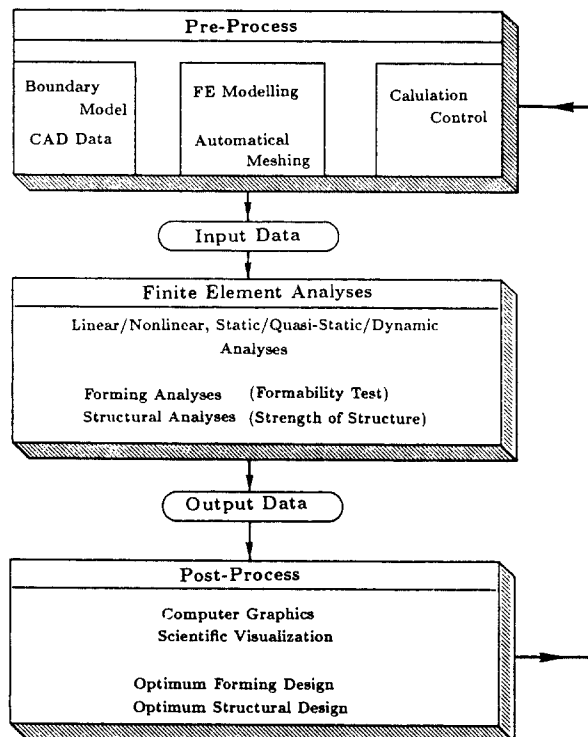 Pre-Process
Boundary
Model
CAD Data
FE Modelling
Automatical
Meshing
Calulation
Control
Input Data
Finite Element Analyses
Linear/Nonlinear, Static/Quasi-Static/Dynamic
Analyses
Forming Analyses (Formability Test)
Structural Analyses (Strength of Structure)
Output Data
Post-Process
Computer Graphics
Scientific Visualization
Optimum Forming Design
Optimum Structural Design